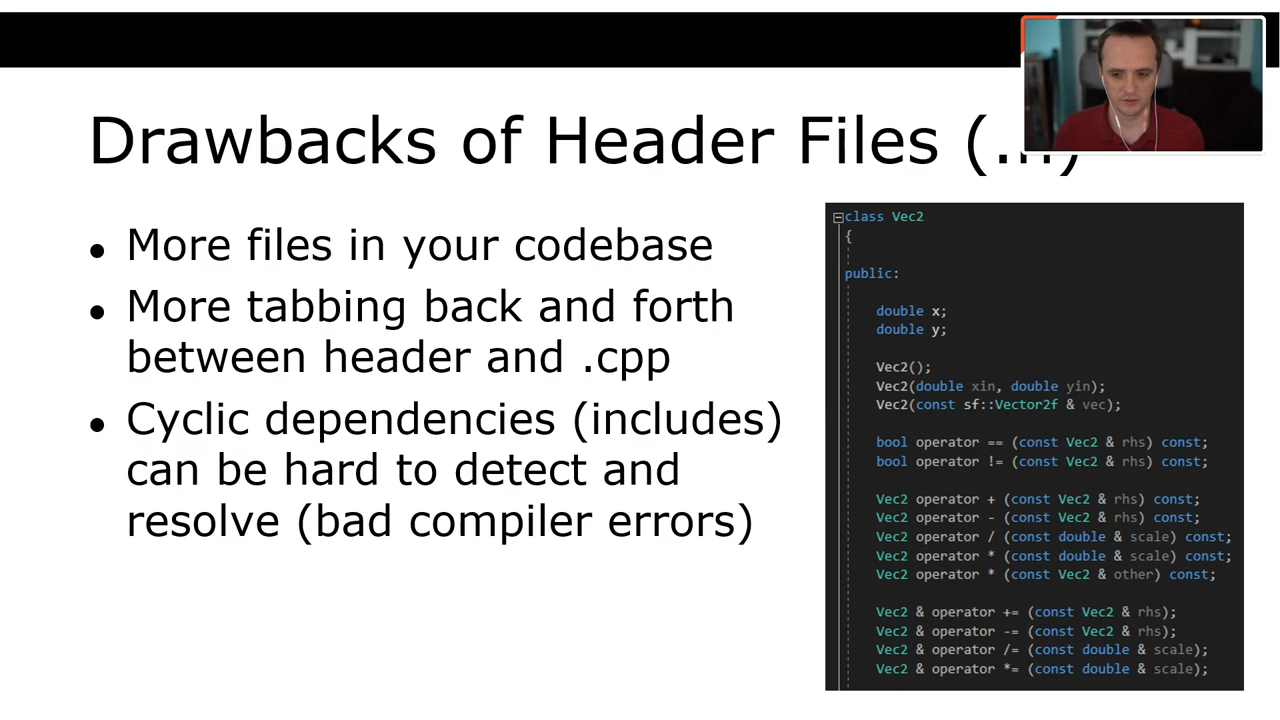 Drawbacks of Header Files (.h)
• More files in your codebase
• More tabbing back and forth
between header and .cpp
• Cyclic dependencies (includes)
can be hard to detect and
resolve (bad compiler errors)
class Vec2
{
public:
double x;
double y;
Vec2();
Vec2(double xin, double yin);
Vec2(const sf::Vector2f & vec);
bool operator == (const Vec2 & rhs) const;
bool operator != (const Vec2 & rhs) const;
Vec2 operator + (const Vec2 & rhs) const;
Vec2 operator - (const Vec2 & rhs) const;
Vec2 operator / (const double & scale) const;
Vec2 operator * (const double & scale) const;
Vec2 operator * (const Vec2 & other) const;
Vec2 & operator += (const Vec2 & rhs);
Vec2 & operator -= (const Vec2 & rhs);
Vec2 & operator /= (const double & scale);
Vec2 & operator *= (const double & scale);